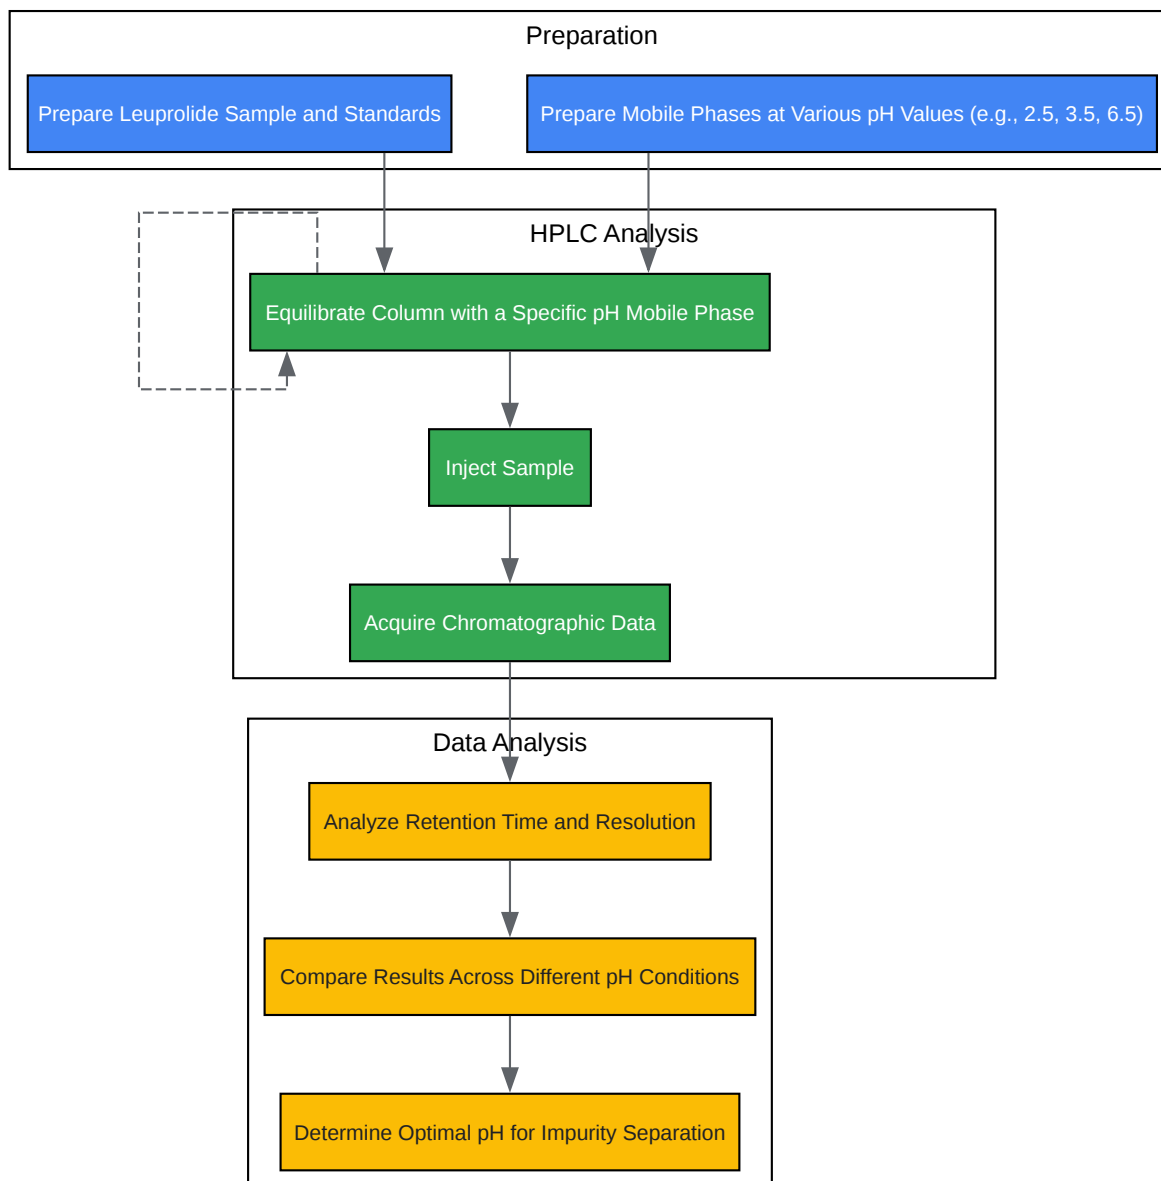 Preparation
Prepare Leuprolide Sample and Standards
Prepare Mobile Phases at Various pH Values (e.g., 2.5, 3.5, 6.5)
HPLC Analysis
Equilibrate Column with a Specific pH Mobile Phase
Inject Sample
Acquire Chromatographic Data
Data Analysis
Analyze Retention Time and Resolution
Compare Results Across Different pH Conditions
Determine Optimal pH for Impurity Separation